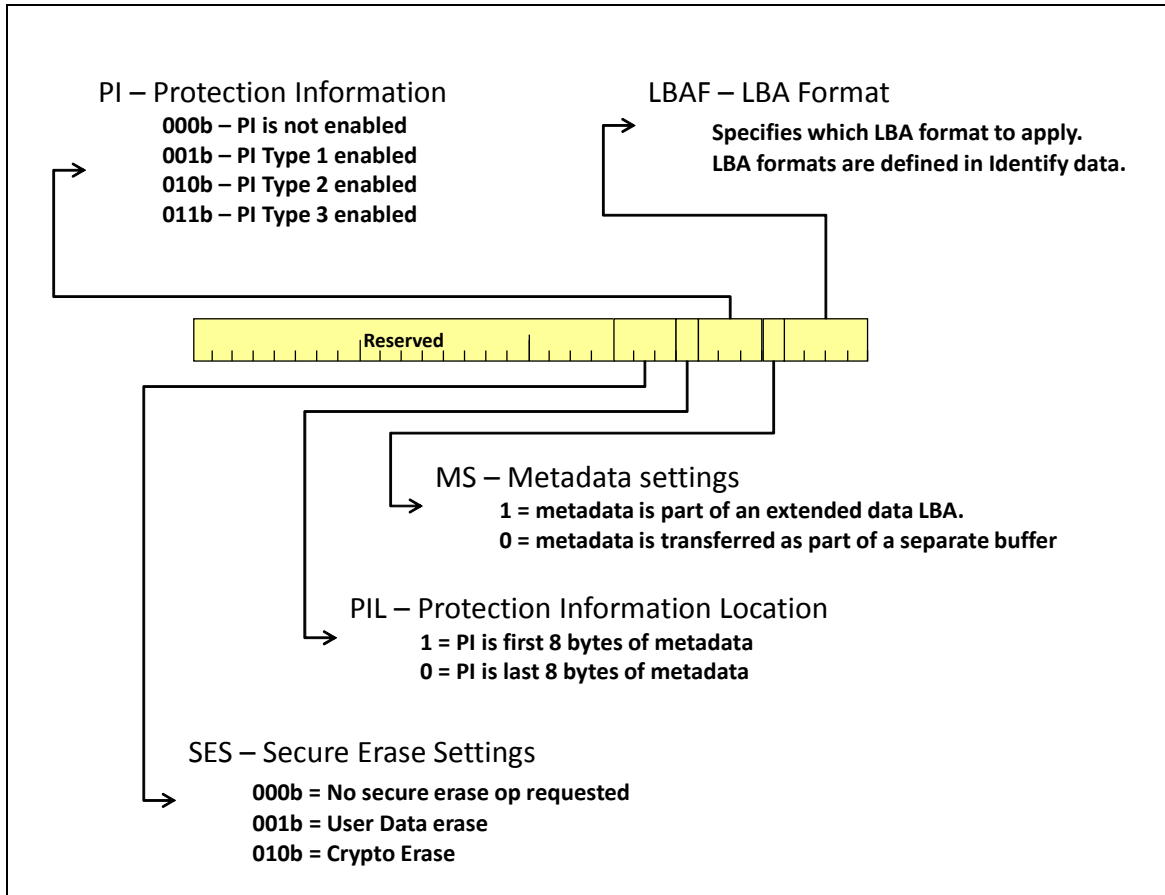 PI – Protection Information
000b – PI is not enabled
001b – PI Type 1 enabled
010b – PI Type 2 enabled
011b – PI Type 3 enabled
LBAF – LBA Format
Specifies which LBA format to apply.
LBA formats are defined in Identify data.
Reserved
MS – Metadata settings
1 = metadata is part of an extended data LBA.
0 = metadata is transferred as part of a separate buffer
PIL – Protection Information Location
1 = PI is first 8 bytes of metadata
0 = PI is last 8 bytes of metadata
SES – Secure Erase Settings
000b = No secure erase op requested
001b = User Data erase
010b = Crypto Erase